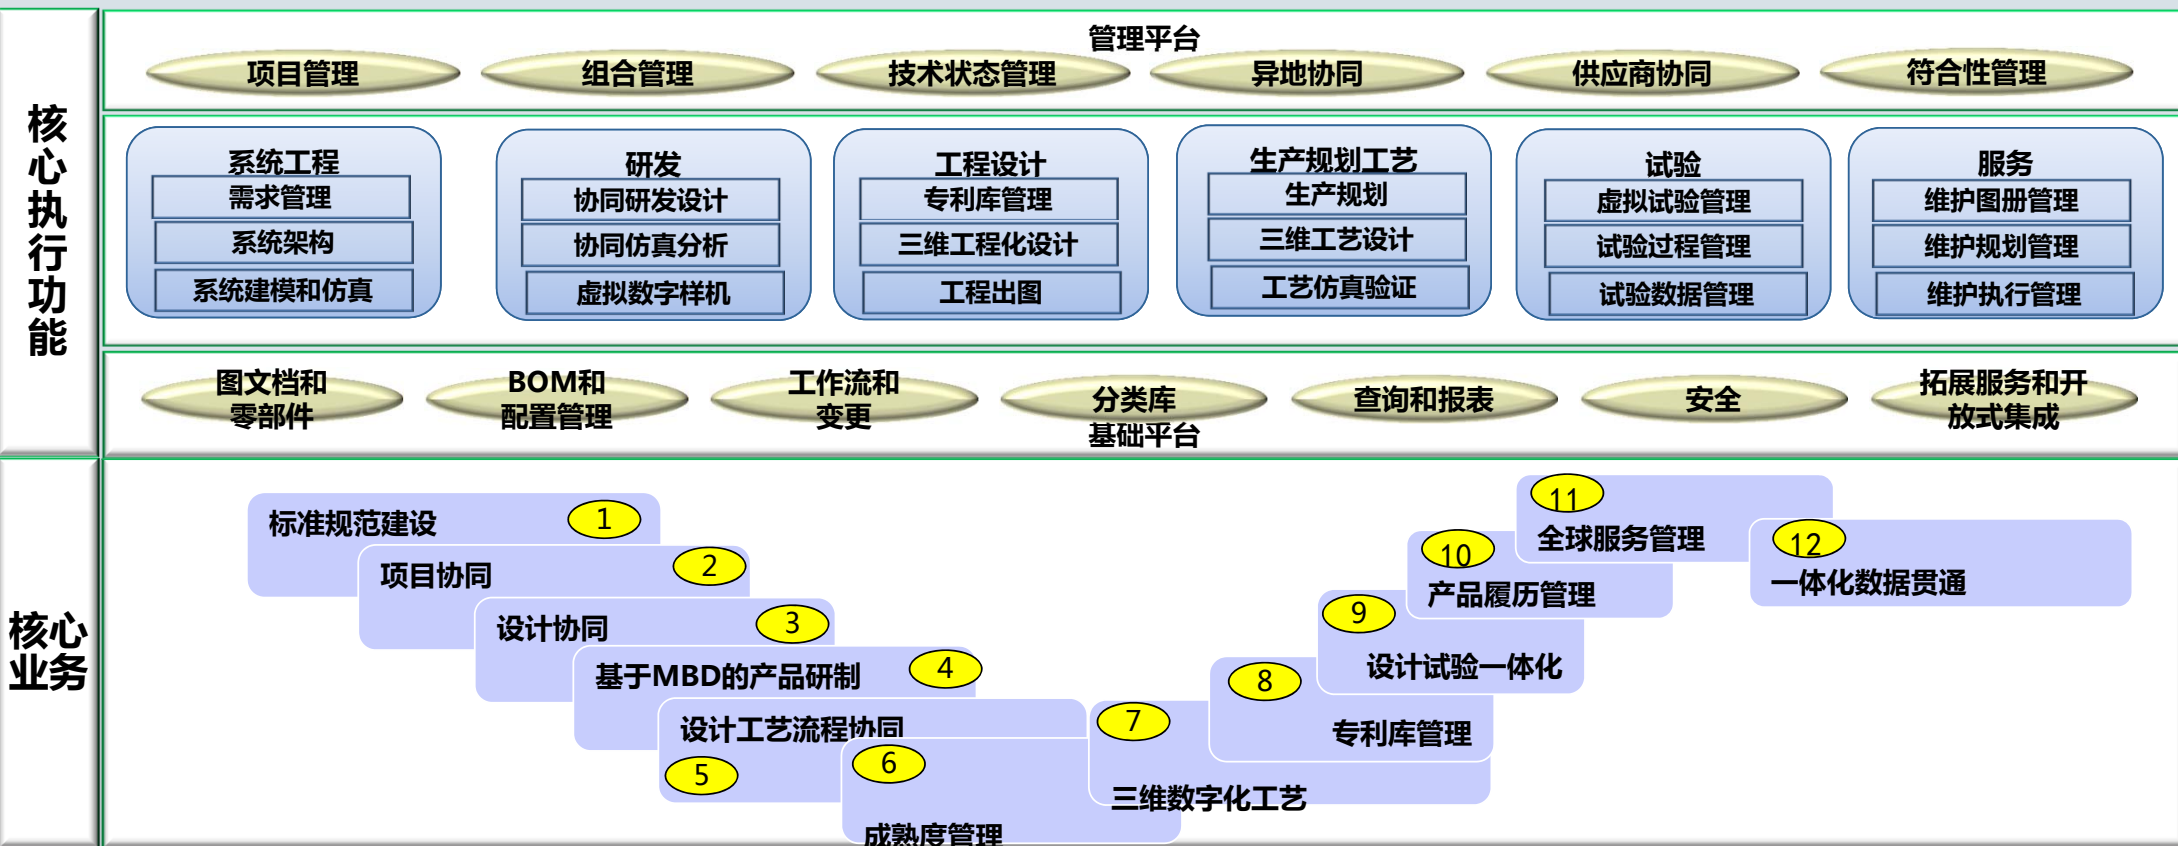 核心执行功能
管理平台
项目管理
组合管理
技术状态管理
异地协同
供应商协同
符合性管理
系统工程
需求管理
系统架构
系统建模和仿真
研发
协同研发设计
协同仿真分析
虚拟数字样机
工程设计
专利库管理
三维工程化设计
工程出图
生产规划工艺
生产规划
三维工艺设计
工艺仿真验证
试验
虚拟试验管理
试验过程管理
试验数据管理
服务
维护图册管理
维护规划管理
维护执行管理
图文档和
零部件
BOM和
配置管理
工作流和
变更
分类库
查询和报表
安全
拓展服务和开
放式集成
基础平台
核心
业务
标准规范建设
1
项目协同
2
设计协同
3
基于MBD的产品研制
4
设计工艺流程协同
5
6
成熟度管理
7
三维数字化工艺
8
专利库管理
9
设计试验一体化
10
产品履历管理
11
全球服务管理
12
一体化数据贯通